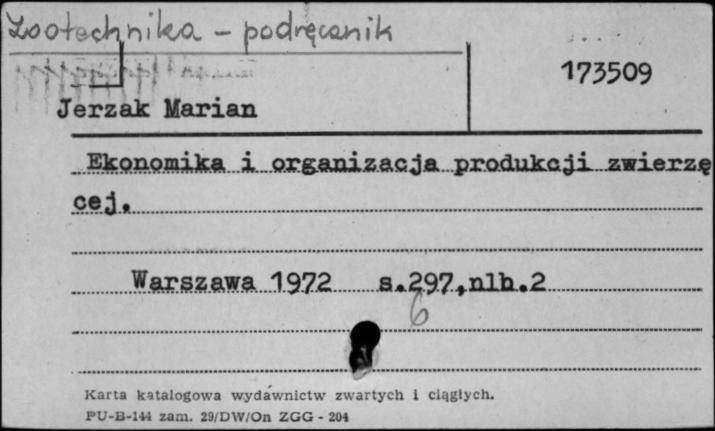 Zootechnika – podręcznik
173509
Jerzak Marian
Ekonomika i organizacja produkcji zwierzę
cej.
Warszawa 1972 s.297,nlb.2
6
Karta katalogowa wydawnictw zwartych i ciągłych.
PU-B-144 zam. 29/DW/On ZGG - 204